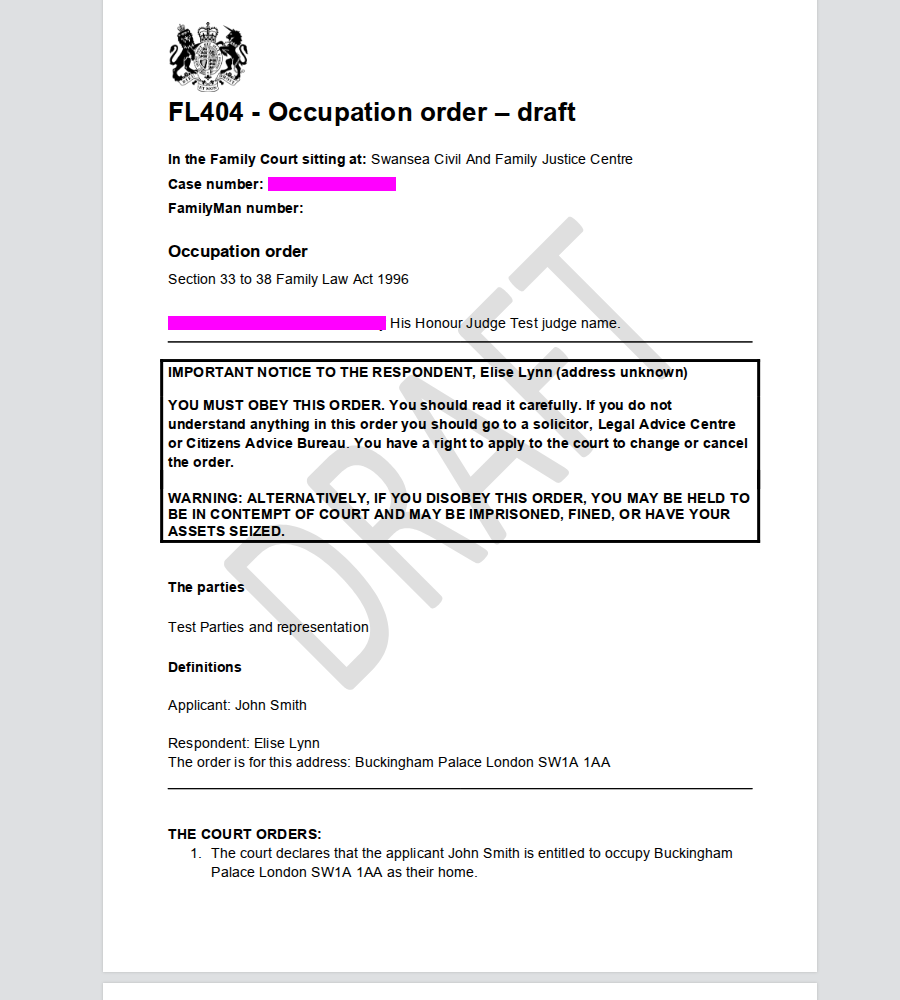 FL404 - Occupation order – draft
In the Family Court sitting at: Swansea Civil And Family Justice Centre
Case number:
FamilyMan number:
Occupation order
Section 33 to 38 Family Law Act 1996
His Honour Judge Test judge name.
IMPORTANT NOTICE TO THE RESPONDENT, Elise Lynn (address unknown)
YOU MUST OBEY THIS ORDER. You should read it carefully. If you do not
understand anything in this order you should go to a solicitor, Legal Advice Centre
or Citizens Advice Bureau. You have a right to apply to the court to change or cancel
the order.
WARNING: ALTERNATIVELY, IF YOU DISOBEY THIS ORDER, YOU MAY BE HELD TO
BE IN CONTEMPT OF COURT AND MAY BE IMPRISONED, FINED, OR HAVE YOUR
ASSETS SEIZED.
DRAFT
The parties
Test Parties and representation
Definitions
Applicant: John Smith
Respondent: Elise Lynn
The order is for this address: Buckingham Palace London SW1A 1AA
THE COURT ORDERS:
1. The court declares that the applicant John Smith is entitled to occupy Buckingham
Palace London SW1A 1AA as their home.